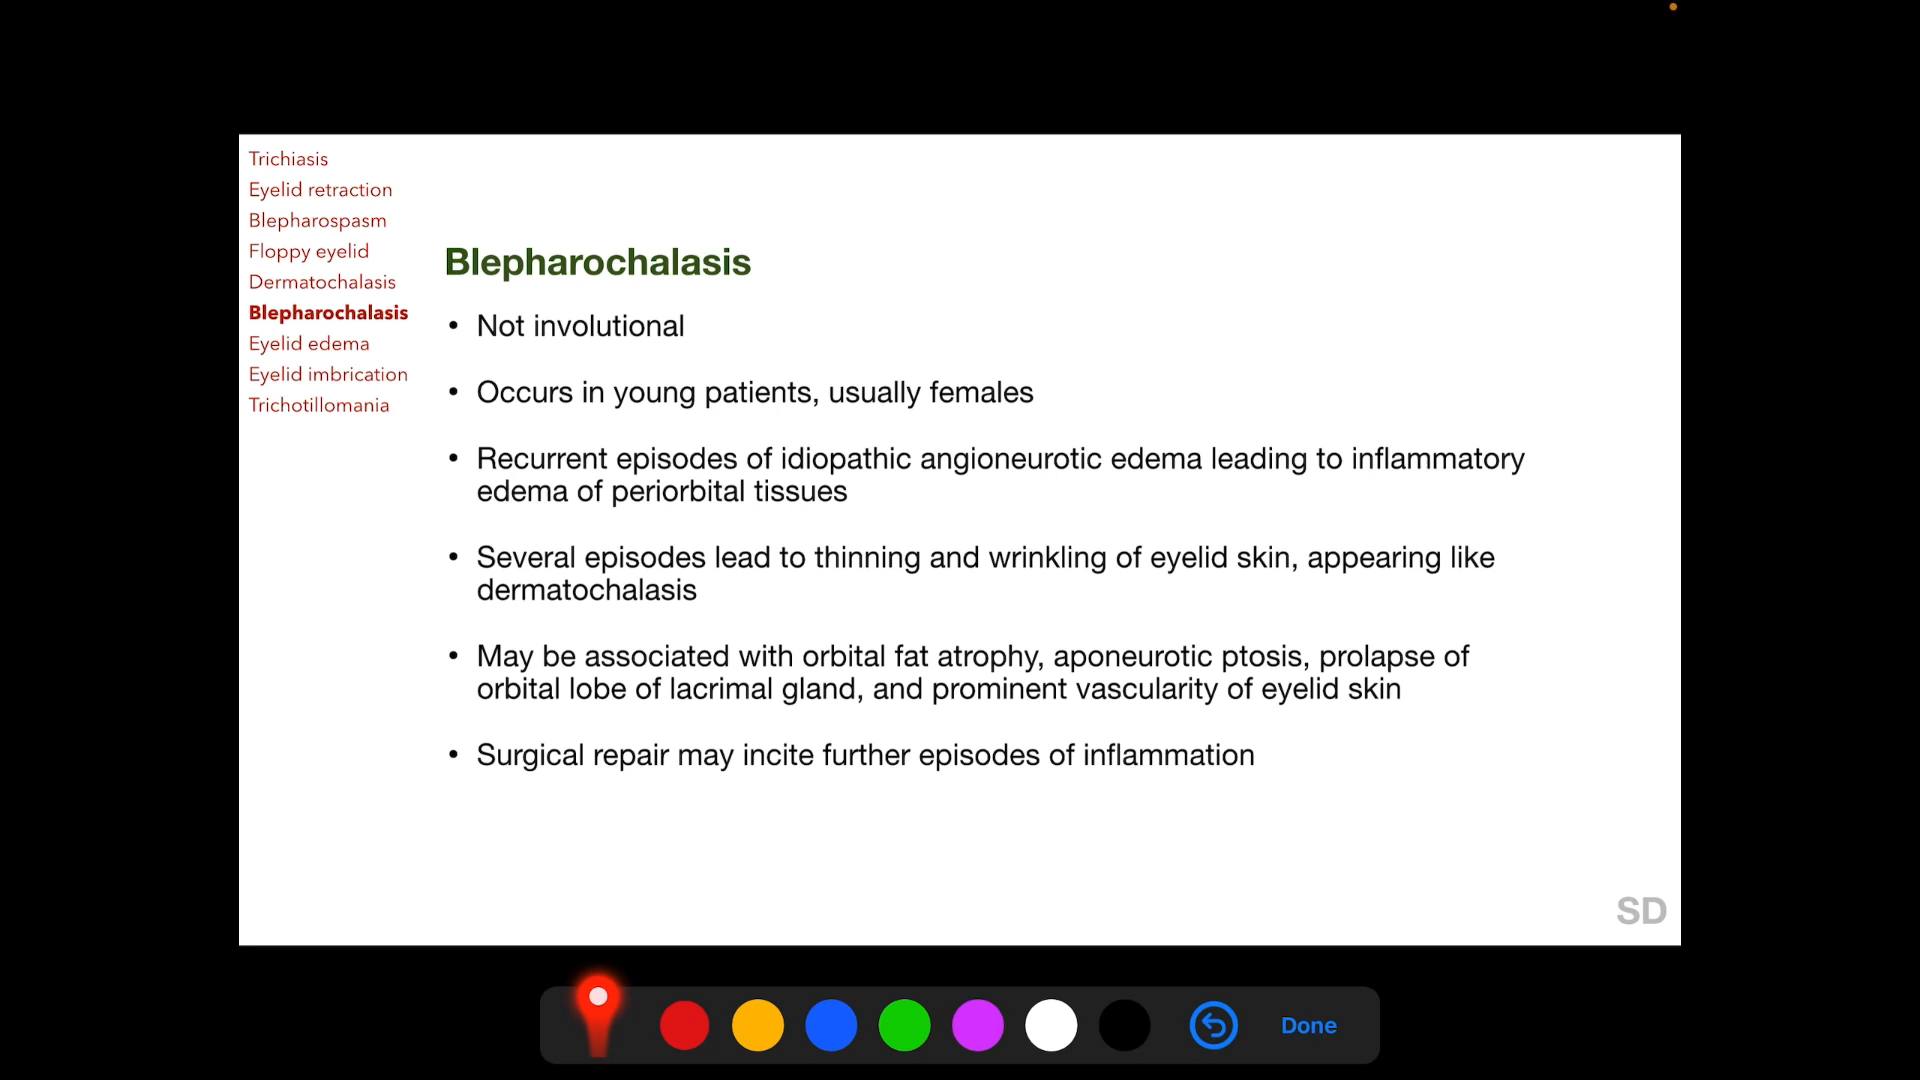 Trichiasis
Eyelid retraction
Blepharospasm
Floppy eyelid
Dermatochalasis
Blepharochalasis
Eyelid edema
Eyelid imbrication
Trichotillomania
Blepharochalasis
• Not involutional
• Occurs in young patients, usually females
• Recurrent episodes of idiopathic angioneurotic edema leading to inflammatory
edema of periorbital tissues
• Several episodes lead to thinning and wrinkling of eyelid skin, appearing like
dermatochalasis
• May be associated with orbital fat atrophy, aponeurotic ptosis, prolapse of
orbital lobe of lacrimal gland, and prominent vascularity of eyelid skin
• Surgical repair may incite further episodes of inflammation
SD
Done